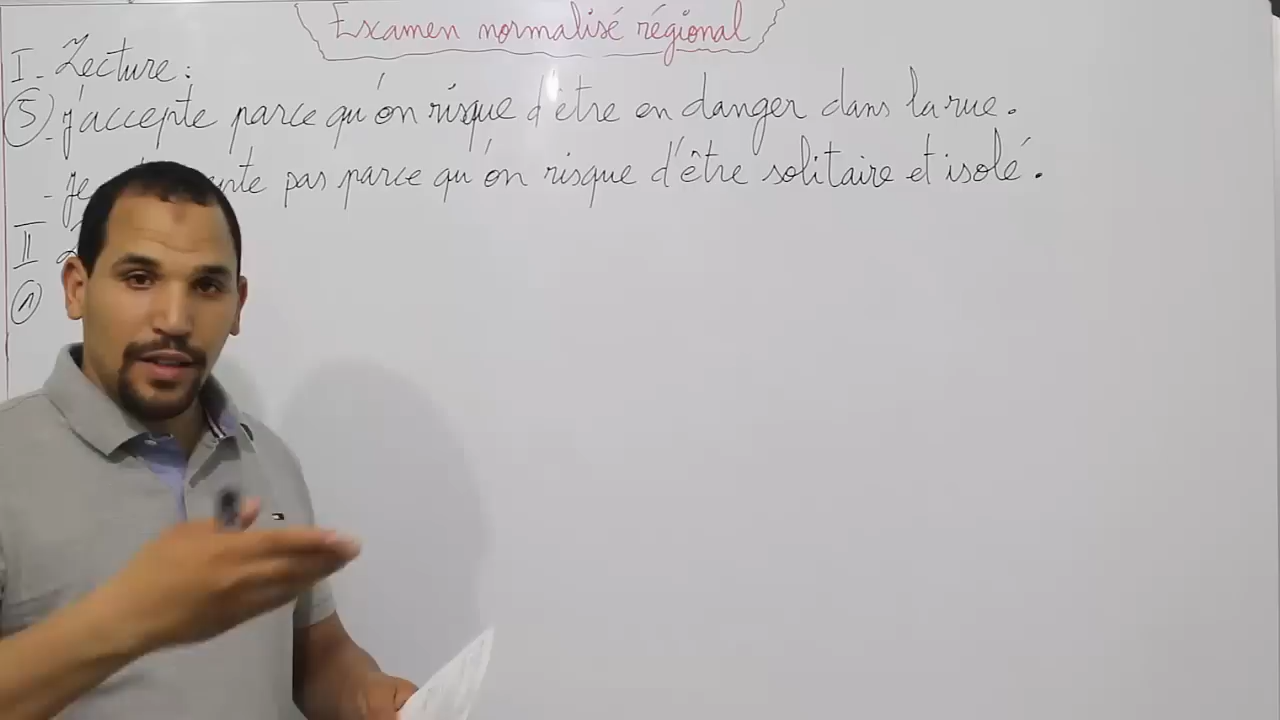 Examen normalisé régional
I - Lecture :
⑤ - j'accepte parce qu'on risque d'être en danger dans la rue.
- je pas parce qu'on risque d'être solitaire et isolé.
II
①